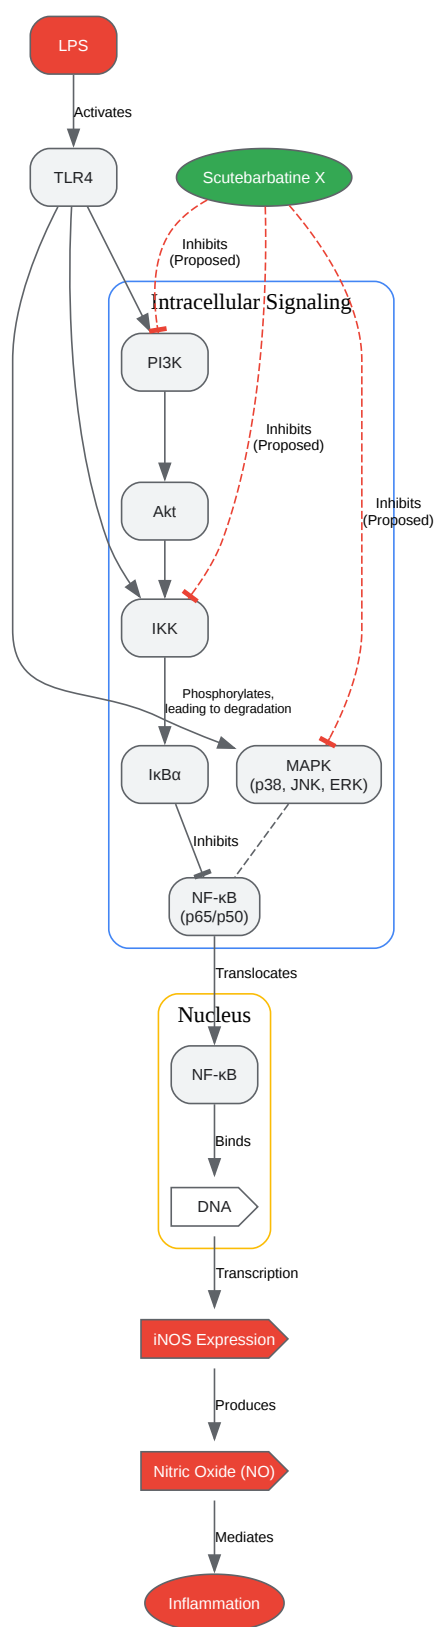 LPS
Activates
TLR4
Scutebarbatine X
Inhibits
(Proposed)
Intracellular Signaling
PI3K
Inhibits
(Proposed)
Inhibits
(Proposed)
Akt
IKK
Phosphorylates,
leading to degradation
IκBα
MAPK
(p38, JNK, ERK)
Inhibits
NF-κB
(p65/p50)
Translocates
Nucleus
NF-κB
Binds
DNA
Transcription
iNOS Expression
Produces
Nitric Oxide (NO)
Mediates
Inflammation